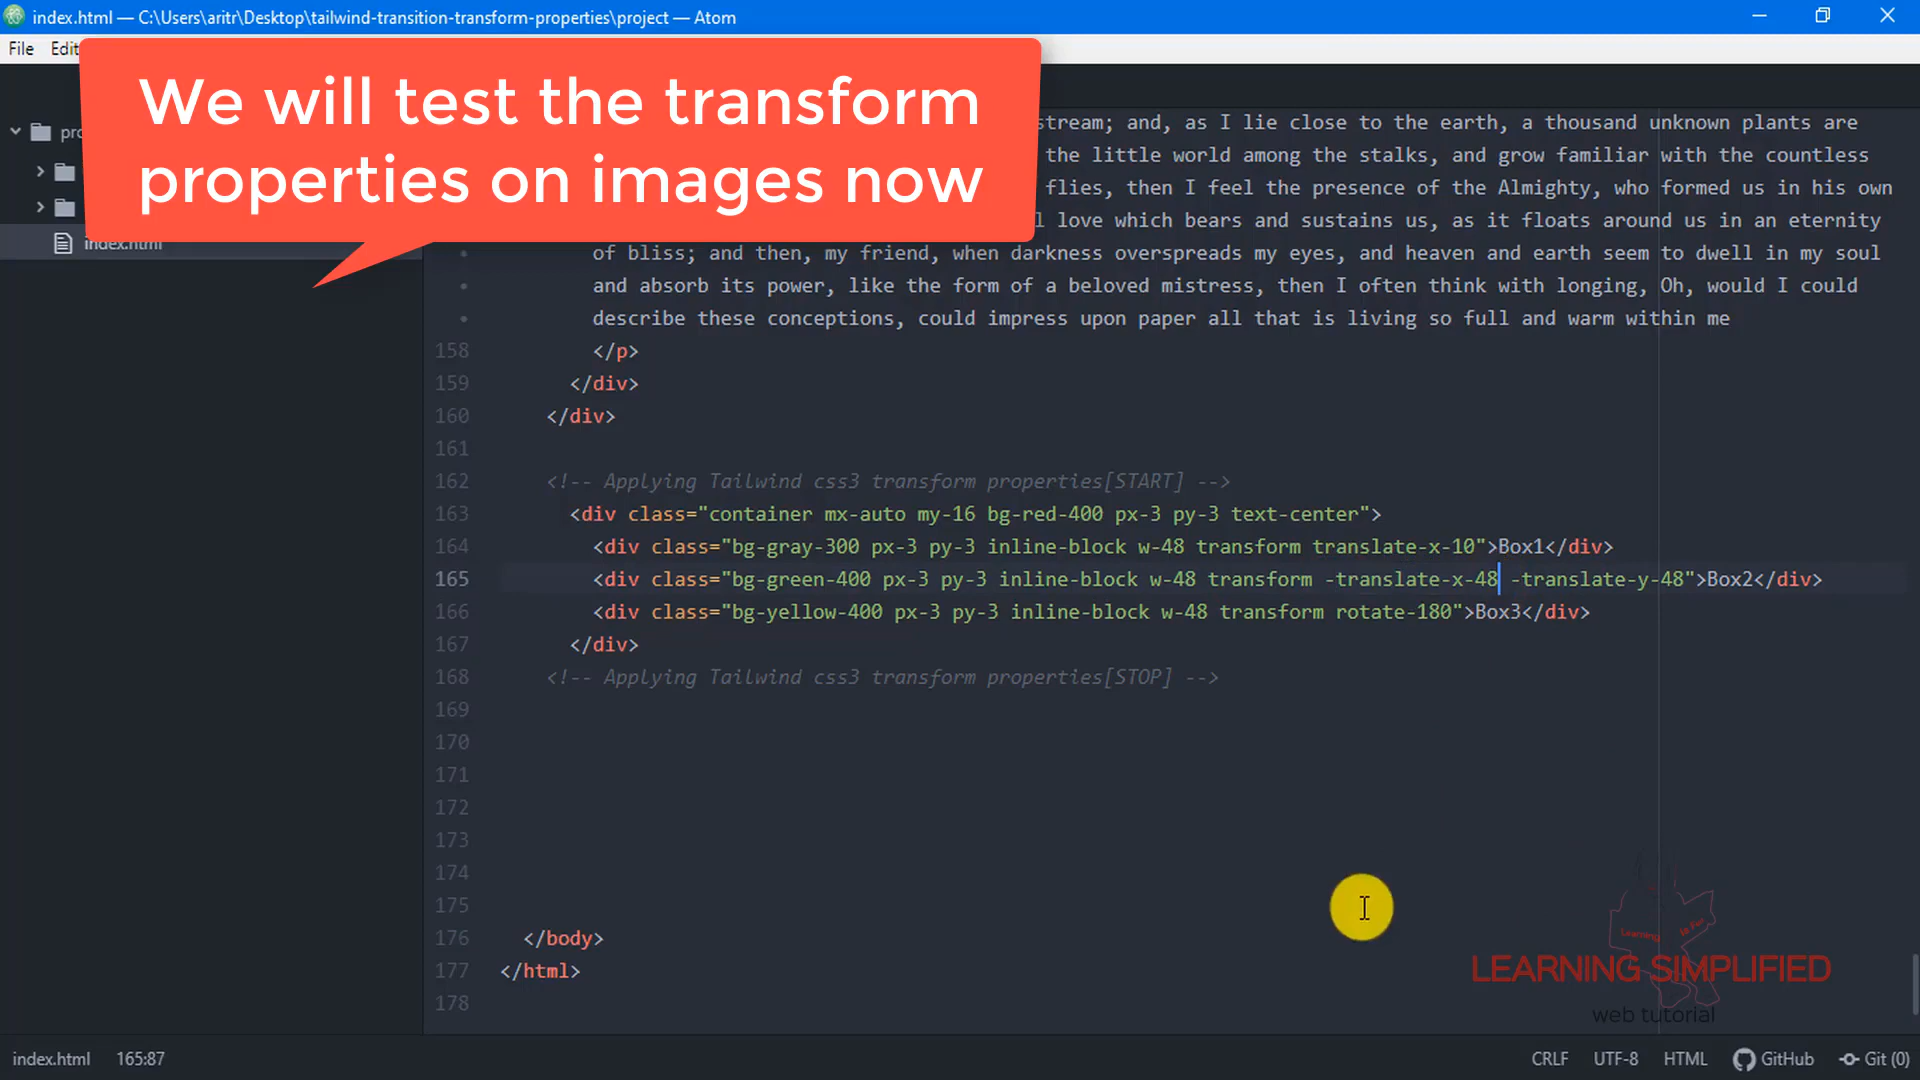 index.html — C:\Users\aritr\Desktop\tailwind-transition-transform-properties\project — Atom
File Edit
We will test the transform
properties on images now
index.html
stream; and, as I lie close to the earth, a thousand unknown plants are
the little world among the stalks, and grow familiar with the countless
flies, then I feel the presence of the Almighty, who formed us in his own
love which bears and sustains us, as it floats around us in an eternity
of bliss; and then, my friend, when darkness overspreads my eyes, and heaven and earth seem to dwell in my soul
and absorb its power, like the form of a beloved mistress, then I often think with longing, Oh, would I could
describe these conceptions, could impress upon paper all that is living so full and warm within me
158 </p>
159 </div>
160 </div>
161
162 <!-- Applying Tailwind css3 transform properties[START] -->
163 <div class="container mx-auto my-16 bg-red-400 px-3 py-3 text-center">
164 <div class="bg-gray-300 px-3 py-3 inline-block w-48 transform translate-x-10">Box1</div>
165 <div class="bg-green-400 px-3 py-3 inline-block w-48 transform -translate-x-48 -translate-y-48">Box2</div>
166 <div class="bg-yellow-400 px-3 py-3 inline-block w-48 transform rotate-180">Box3</div>
167 </div>
168 <!-- Applying Tailwind css3 transform properties[STOP] -->
169
170
171
172
173
174
175
176 </body>
177 </html>
178
Learning Is Fun
LEARNING SIMPLIFIED
web tutorial
index.html 165:87 CRLF UTF-8 HTML GitHub Git (0)